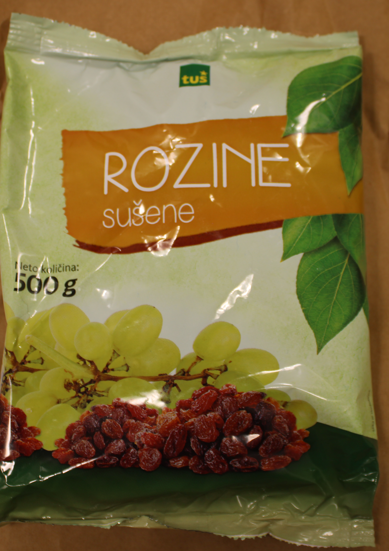 tuš
ROZINE
sušene
Neto količina:
500 g